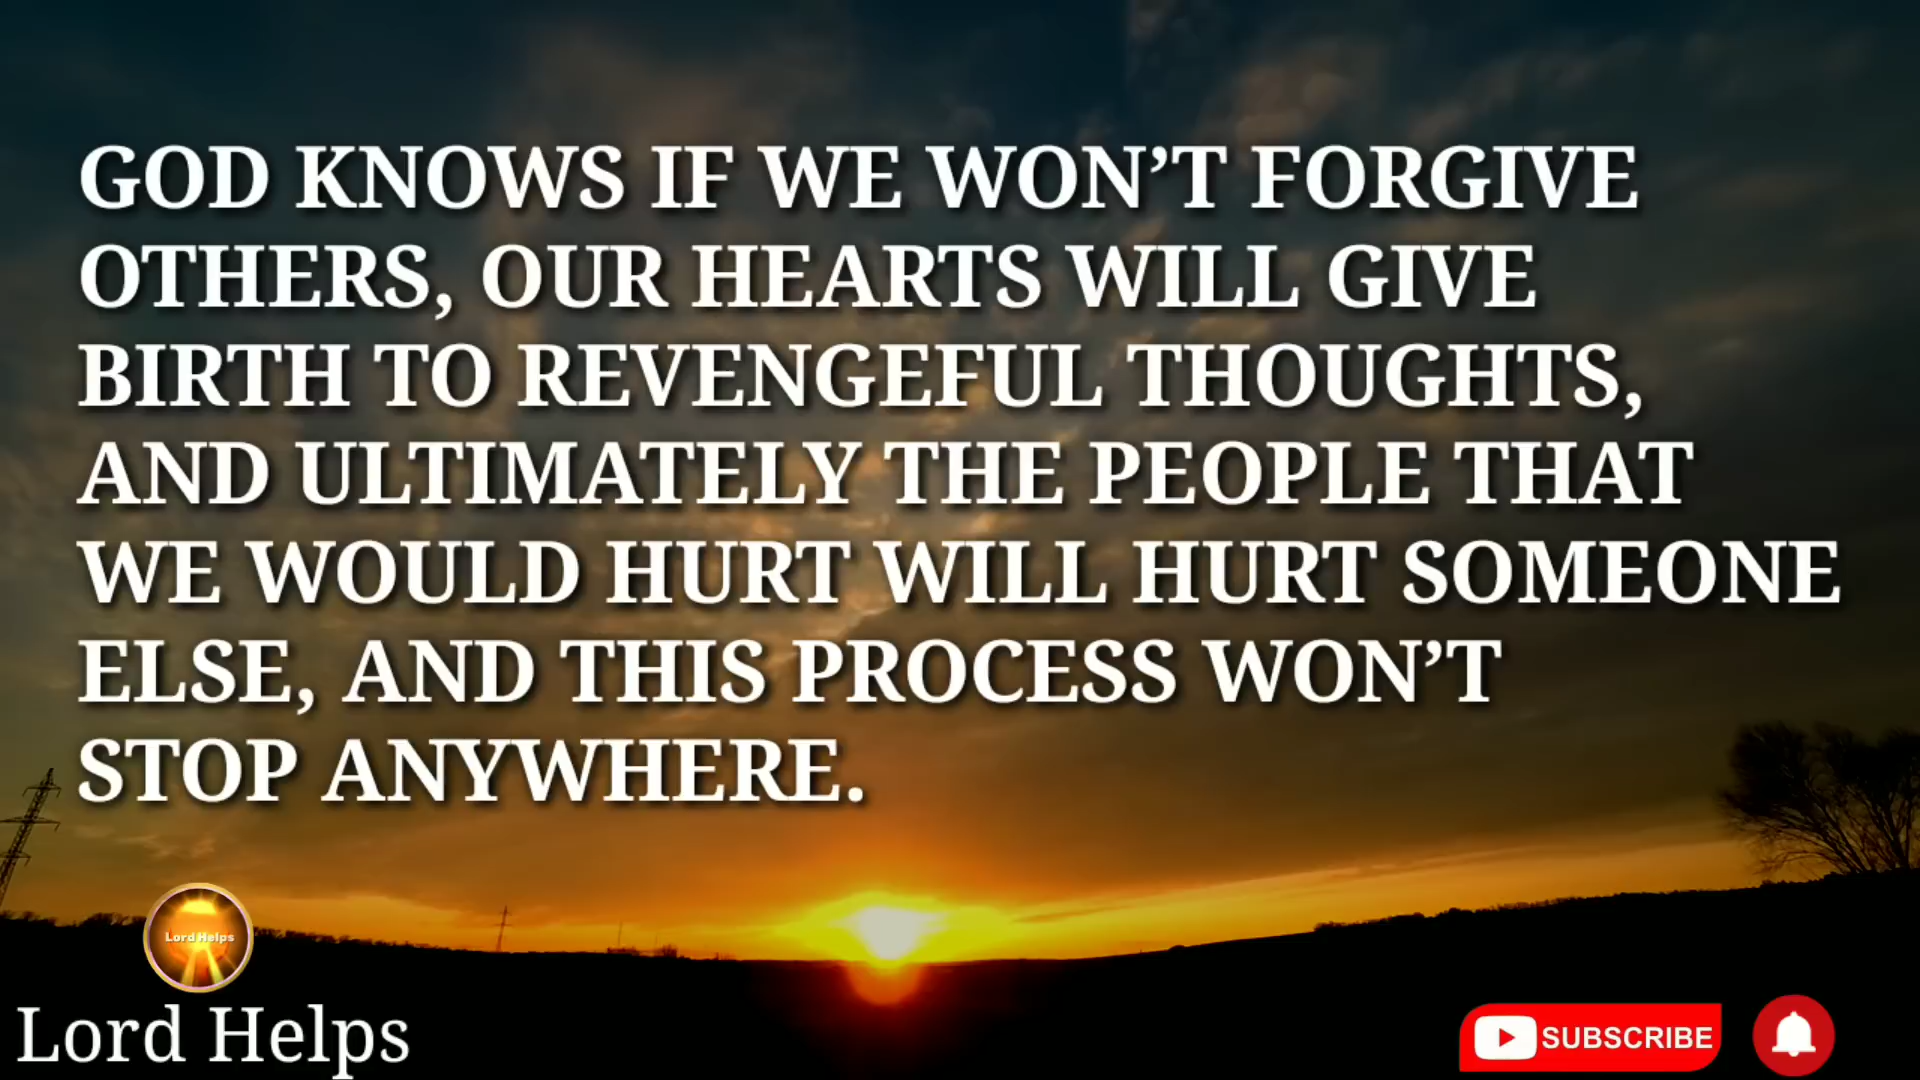 GOD KNOWS IF WE WON’T FORGIVE
OTHERS, OUR HEARTS WILL GIVE
BIRTH TO REVENGEFUL THOUGHTS,
AND ULTIMATELY THE PEOPLE THAT
WE WOULD HURT WILL HURT SOMEONE
ELSE, AND THIS PROCESS WON’T
STOP ANYWHERE.
Lord Helps
Lord Helps
SUBSCRIBE